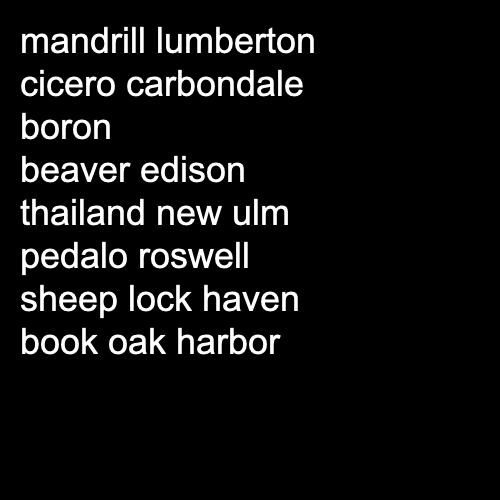 mandrill lumberton
cicero carbondale
boron
beaver edison
thailand new ulm
pedalo roswell
sheep lock haven
book oak harbor